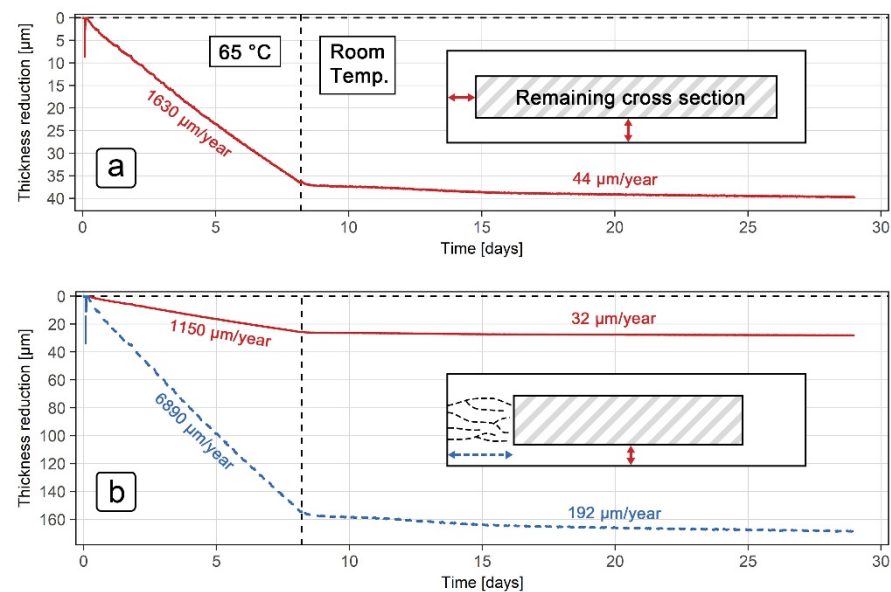 Thickness reduction [µm]
0
5
10
15
20
25
30
35
40
65 °C
Room
Temp.
Remaining cross section
1630 µm/year
a
44 µm/year
0
5
10
15
20
25
30
Time [days]
Thickness reduction [µm]
0
20
40
60
80
100
120
140
160
1150 µm/year
32 µm/year
6890 µm/year
b
192 µm/year
0
5
10
15
20
25
30
Time [days]